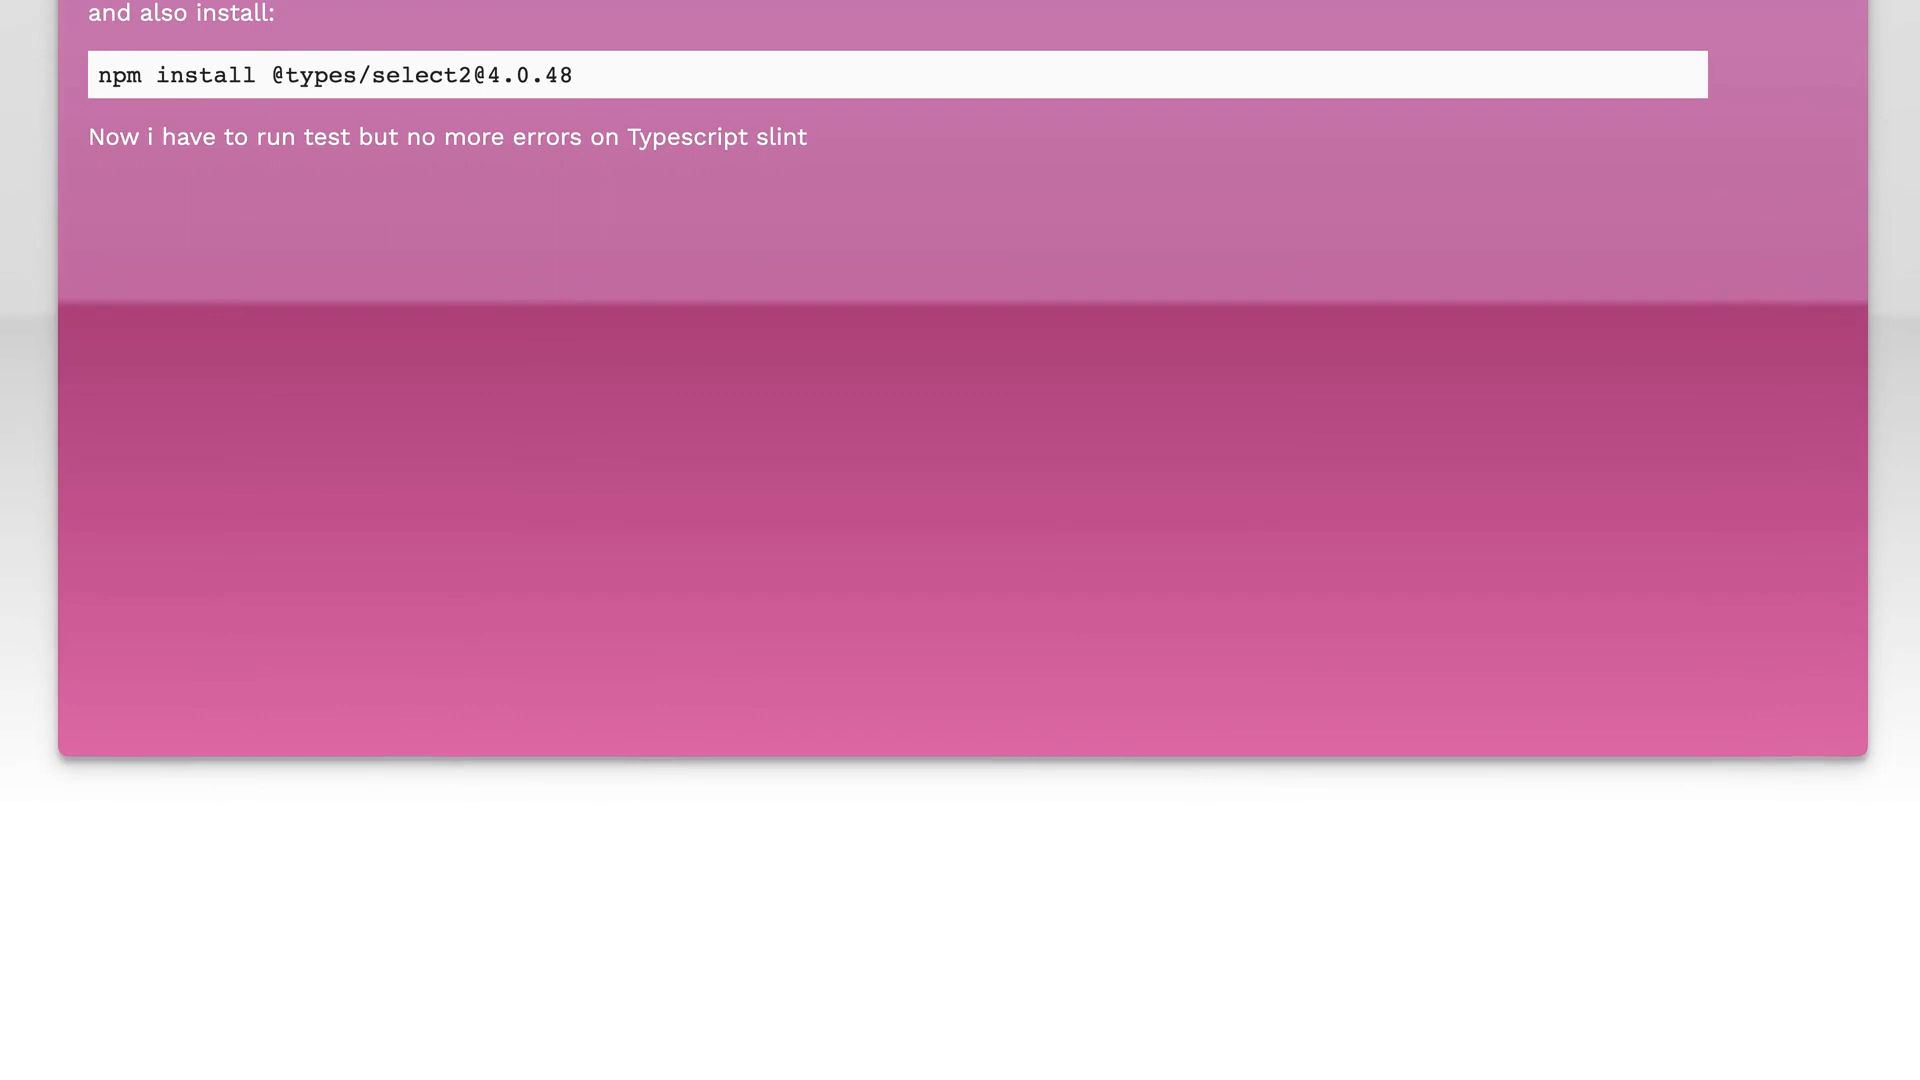 and also install:
npm install @types/select2@4.0.48
Now i have to run test but no more errors on Typescript slint